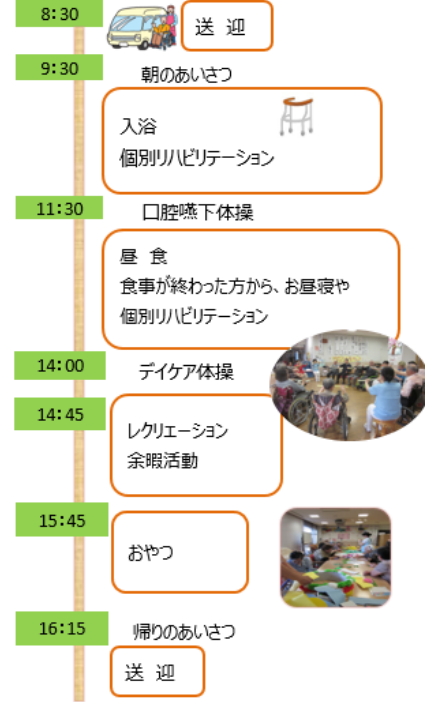 8:30
送 迎
9:30
朝のあいさつ
入浴
個別リハビリテーション
11:30
口腔嚥下体操
昼 食
食事が終わった方から、お昼寝や
個別リハビリテーション
14:00
デイケア体操
14:45
レクリエーション
余暇活動
15:45
おやつ
16:15
帰りのあいさつ
送 迎